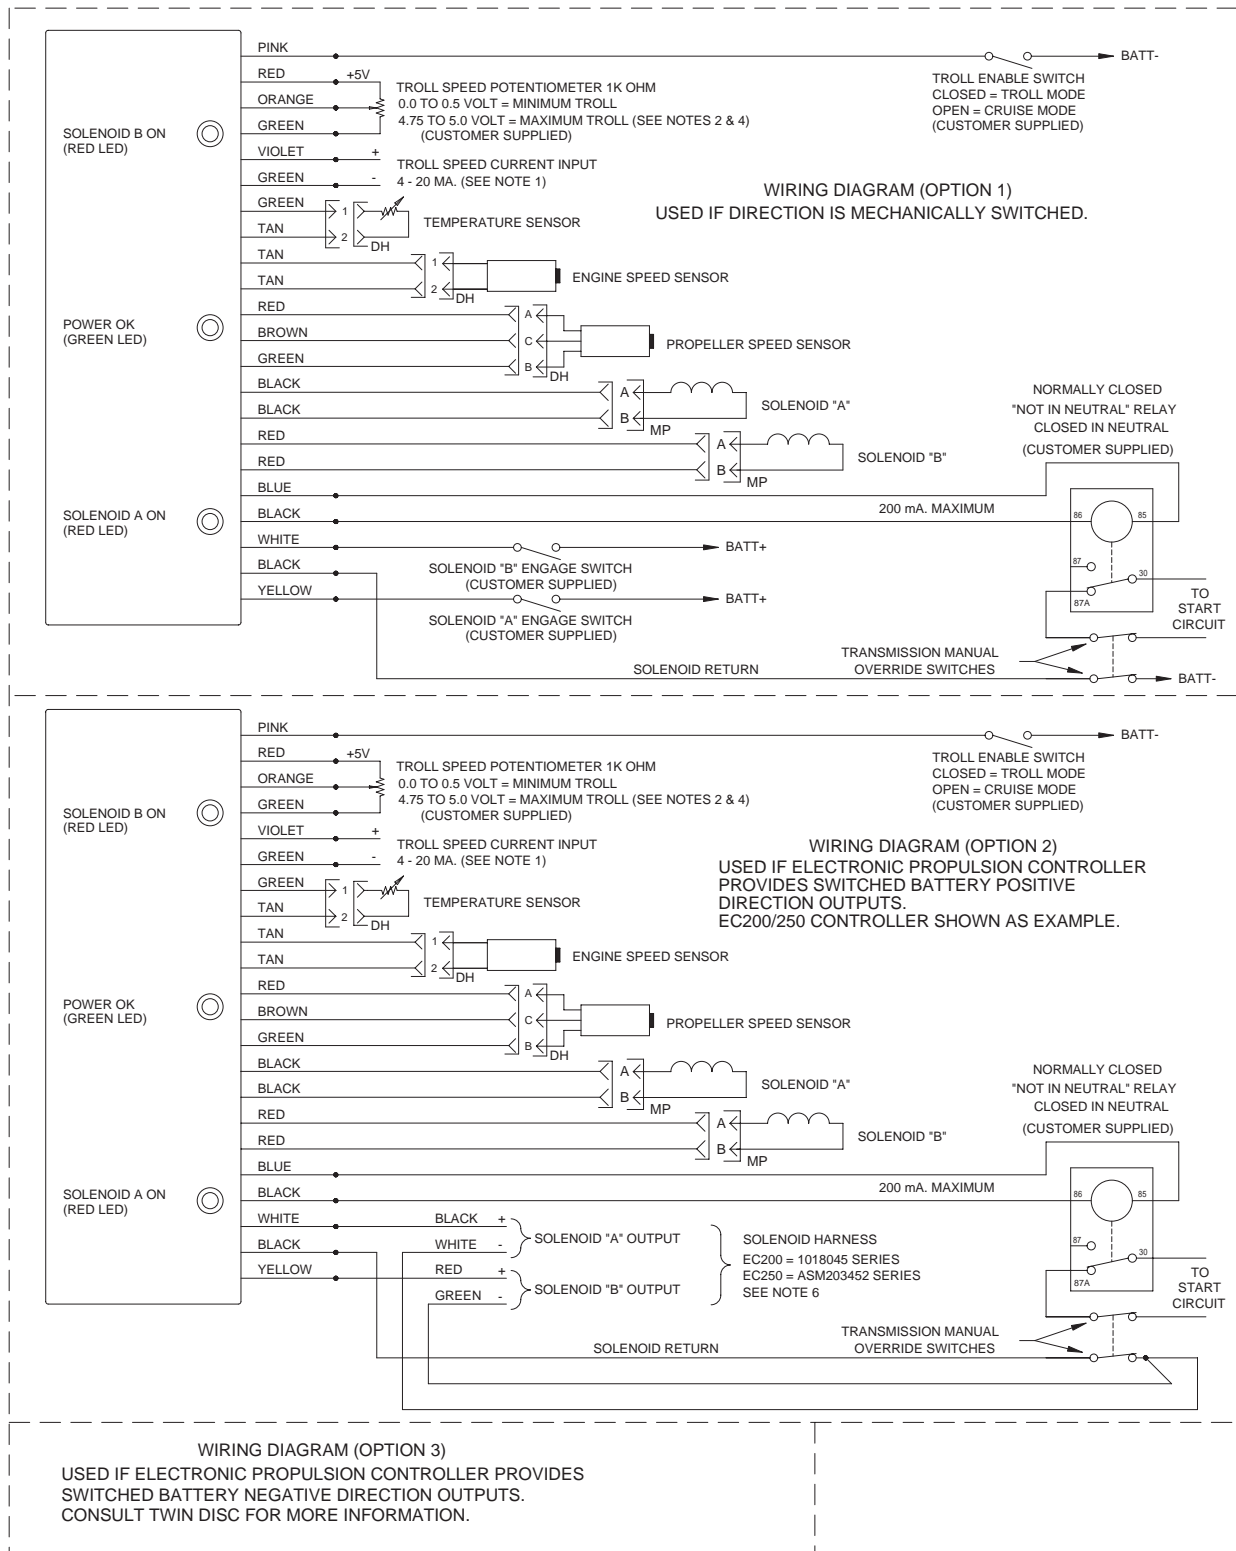 PINK
BATT-
RED
+5V
TROLL SPEED POTENTIOMETER 1K OHM
0.0 TO 0.5 VOLT = MINIMUM TROLL
4.75 TO 5.0 VOLT = MAXIMUM TROLL (SEE NOTES 2 & 4)
(CUSTOMER SUPPLIED)
TROLL ENABLE SWITCH
CLOSED = TROLL MODE
OPEN = CRUISE MODE
(CUSTOMER SUPPLIED)
ORANGE
GREEN
SOLENOID B ON
(RED LED)
VIOLET
+
TROLL SPEED CURRENT INPUT
4 - 20 MA. (SEE NOTE 1)
GREEN
-
WIRING DIAGRAM (OPTION 1)
USED IF DIRECTION IS MECHANICALLY SWITCHED.
GREEN
1
TEMPERATURE SENSOR
TAN
2
DH
TAN
1
ENGINE SPEED SENSOR
TAN
2
DH
RED
A
POWER OK
(GREEN LED)
BROWN
C
PROPELLER SPEED SENSOR
GREEN
B
DH
BLACK
A
SOLENOID "A"
BLACK
B
MP
NORMALLY CLOSED
"NOT IN NEUTRAL" RELAY
CLOSED IN NEUTRAL
(CUSTOMER SUPPLIED)
RED
A
SOLENOID "B"
RED
B
MP
BLUE
SOLENOID A ON
(RED LED)
BLACK
200 mA. MAXIMUM
86
85
WHITE
BATT+
SOLENOID "B" ENGAGE SWITCH
(CUSTOMER SUPPLIED)
87
30
BLACK
YELLOW
BATT+
SOLENOID "A" ENGAGE SWITCH
(CUSTOMER SUPPLIED)
87A
TO
START
CIRCUIT
TRANSMISSION MANUAL
OVERRIDE SWITCHES
SOLENOID RETURN
BATT-
PINK
BATT-
RED
+5V
TROLL SPEED POTENTIOMETER 1K OHM
0.0 TO 0.5 VOLT = MINIMUM TROLL
4.75 TO 5.0 VOLT = MAXIMUM TROLL (SEE NOTES 2 & 4)
(CUSTOMER SUPPLIED)
TROLL ENABLE SWITCH
CLOSED = TROLL MODE
OPEN = CRUISE MODE
(CUSTOMER SUPPLIED)
ORANGE
GREEN
SOLENOID B ON
(RED LED)
VIOLET
+
TROLL SPEED CURRENT INPUT
4 - 20 MA. (SEE NOTE 1)
GREEN
-
WIRING DIAGRAM (OPTION 2)
USED IF ELECTRONIC PROPULSION CONTROLLER
PROVIDES SWITCHED BATTERY POSITIVE
DIRECTION OUTPUTS.
EC200/250 CONTROLLER SHOWN AS EXAMPLE.
GREEN
1
TEMPERATURE SENSOR
TAN
2
DH
TAN
1
ENGINE SPEED SENSOR
TAN
2
DH
RED
A
POWER OK
(GREEN LED)
BROWN
C
PROPELLER SPEED SENSOR
GREEN
B
DH
BLACK
A
SOLENOID "A"
BLACK
B
MP
NORMALLY CLOSED
"NOT IN NEUTRAL" RELAY
CLOSED IN NEUTRAL
(CUSTOMER SUPPLIED)
RED
A
SOLENOID "B"
RED
B
MP
BLUE
SOLENOID A ON
(RED LED)
BLACK
200 mA. MAXIMUM
86
85
WHITE
BLACK +
WHITE -
SOLENOID "A" OUTPUT
BLACK
YELLOW
RED +
GREEN -
SOLENOID "B" OUTPUT
SOLENOID HARNESS
EC200 = 1018045 SERIES
EC250 = ASM203452 SERIES
SEE NOTE 6
87
30
87A
TO
START
CIRCUIT
TRANSMISSION MANUAL
OVERRIDE SWITCHES
SOLENOID RETURN
WIRING DIAGRAM (OPTION 3)
USED IF ELECTRONIC PROPULSION CONTROLLER PROVIDES
SWITCHED BATTERY NEGATIVE DIRECTION OUTPUTS.
CONSULT TWIN DISC FOR MORE INFORMATION.